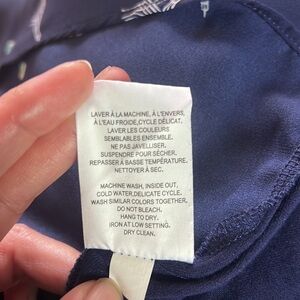 LAVER À LA MACHINE, À L'ENVERS,
À L'EAU FROIDE,CYCLE DÉLICAT.
LAVER LES COULEURS
SEMBLABLES ENSEMBLE.
NE PAS JAVELLISER.
SUSPENDRE POUR SÉCHER.
REPASSER À BASSE TEMPÉRATURE.
NETTOYER À SEC.
MACHINE WASH, INSIDE OUT,
COLD WATER,DELICATE CYCLE.
WASH SIMILAR COLORS TOGETHER.
DO NOT BLEACH.
HANG TO DRY.
IRON AT LOW SETTING.
DRY CLEAN.